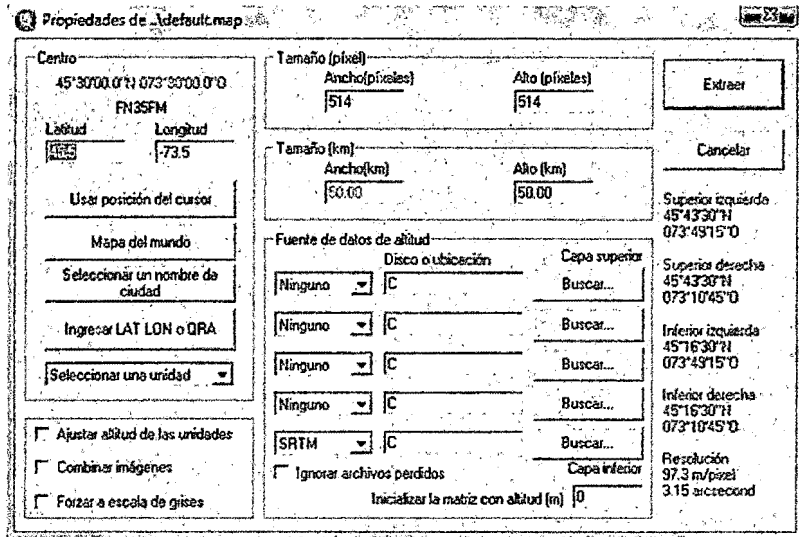 Propiedades de ..\default.map
Centro
45°30'00.0"N 073°30'00.0"O
FN35FM
Latitud Longitud
45.5 -73.5
Usar posición del cursor
Mapa del mundo
Seleccionar un nombre de
ciudad
Ingresar LAT LON o QRA
Seleccionar una unidad
Ajustar altitud de las unidades
Combinar imágenes
Forzar a escala de grises
Tamaño (píxel)
Ancho(píxeles) Alto (píxeles)
514 514
Tamaño (km)
Ancho(km) Alto (km)
50.00 50.00
Fuente de datos de altitud
Disco o ubicación Capa superior
Ninguno C Buscar...
Ninguno C Buscar...
Ninguno C Buscar...
Ninguno C Buscar...
SRTM C Buscar...
Ignorar archivos perdidos Capa inferior
Inicializar la matriz con altitud (m) 0
Extraer
Cancelar
Superior izquierda
45°43'30"N
073°49'15"O
Superior derecha
45°43'30"N
073°10'45"O
Inferior izquierda
45°16'30"N
073°49'15"O
Inferior derecha
45°16'30"N
073°10'45"O
Resolución
97.3 m/pixel
3.15 arcsecond